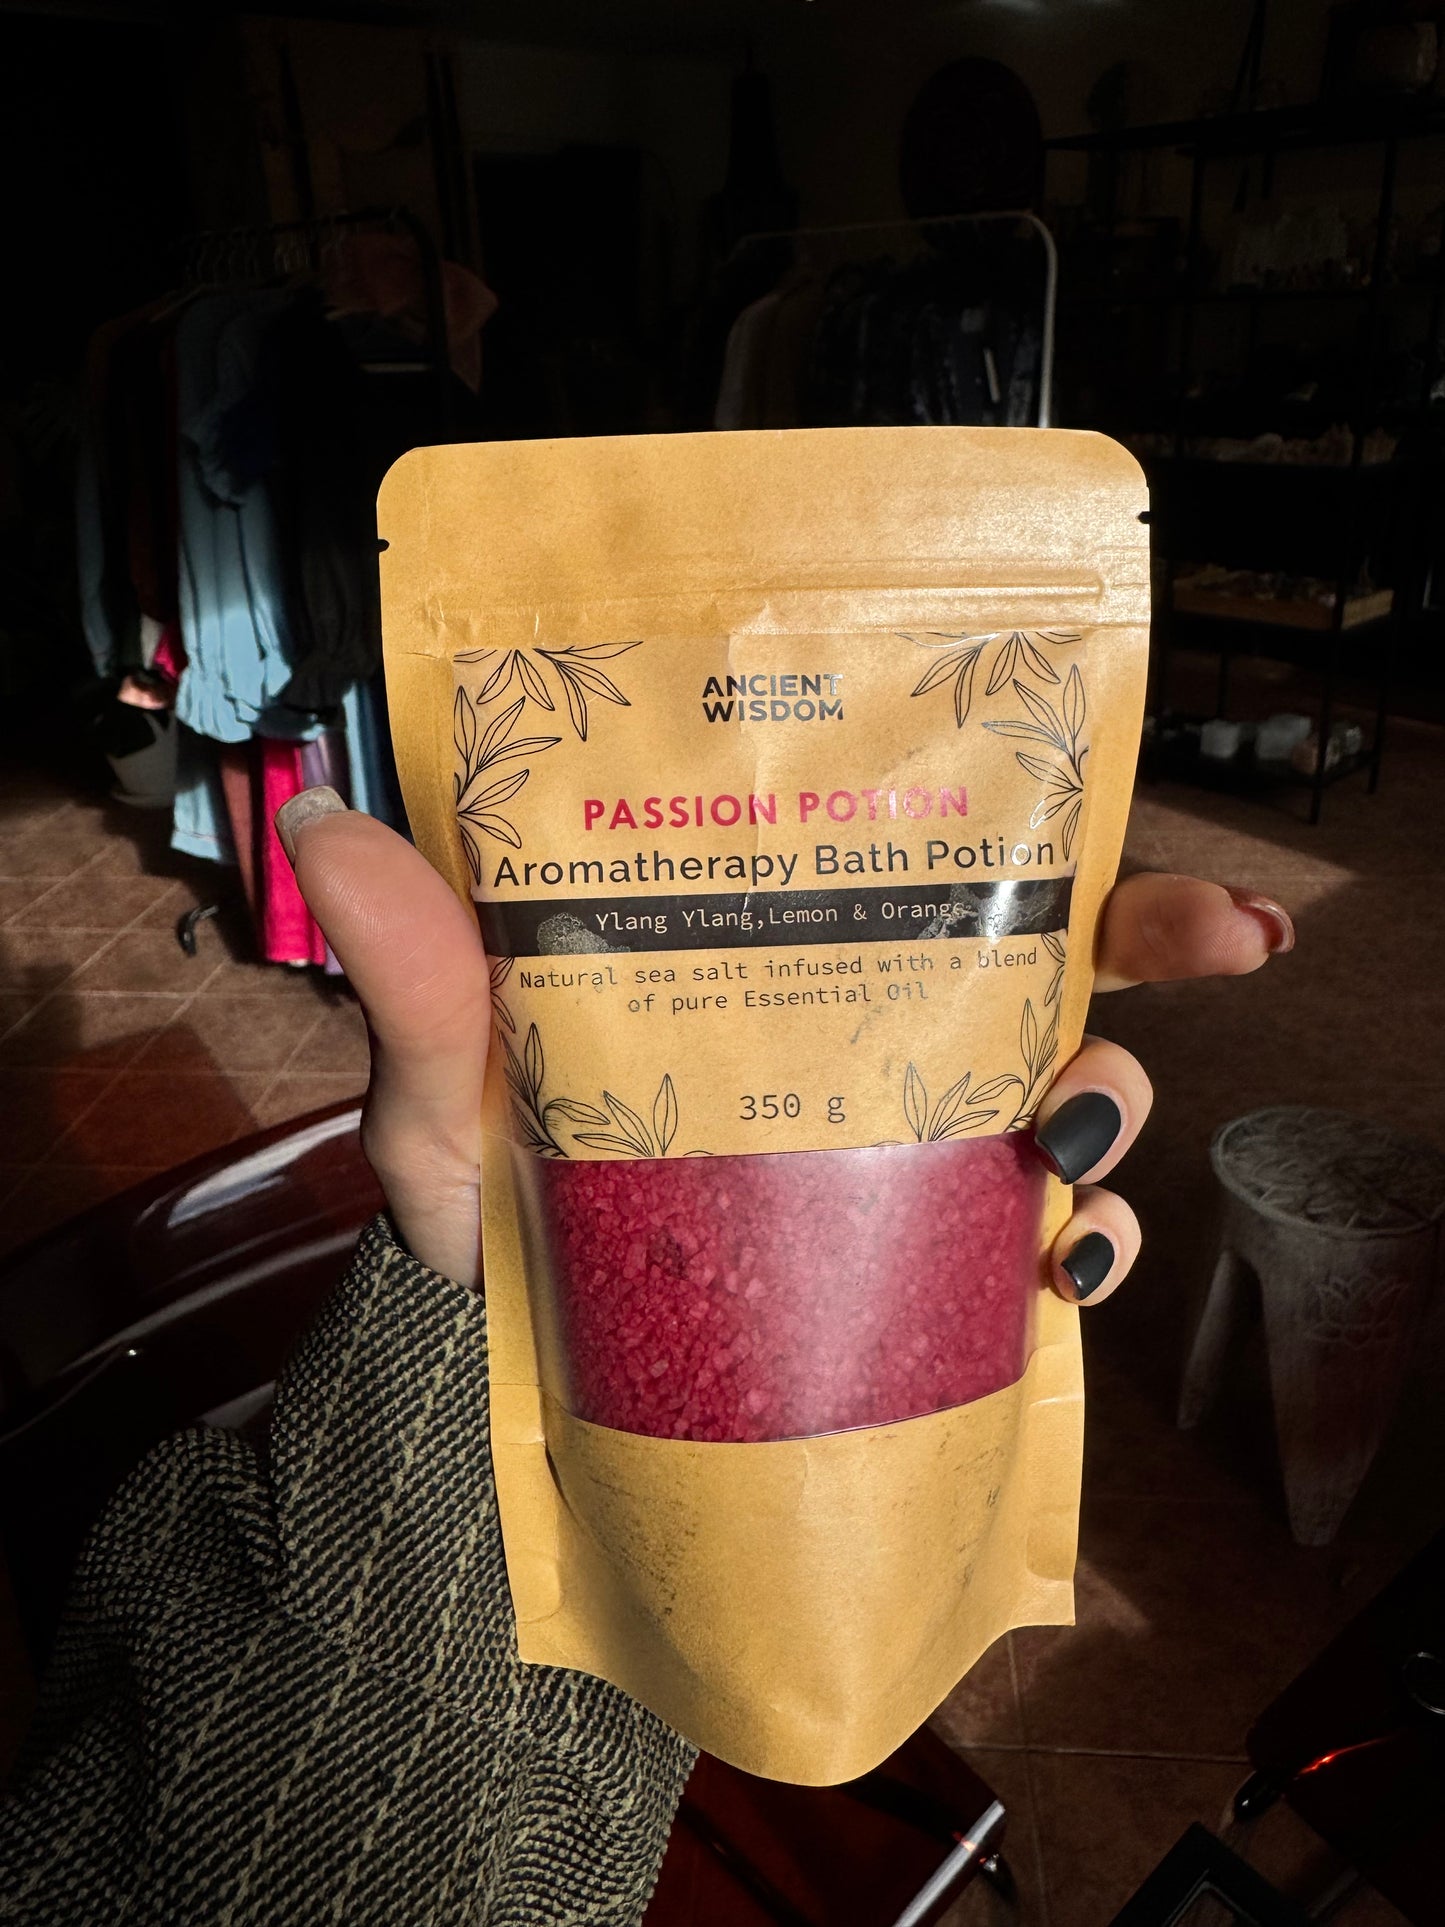 ANCIENT
WISDOM
PASSION POTION
Aromatherapy Bath Potion
Ylang Ylang,Lemon & Orange
Natural sea salt infused with a blend
of pure Essential Oil
350 g